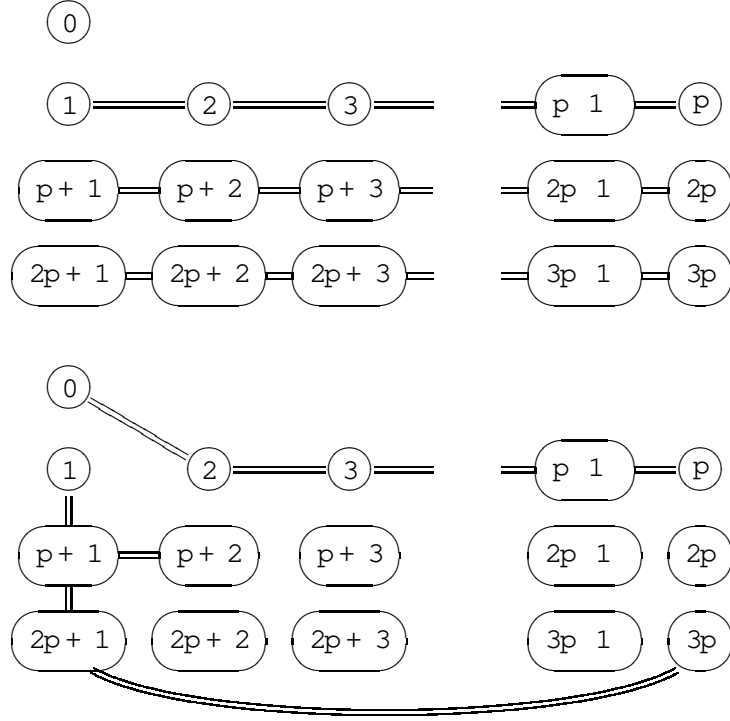 0
1 2 3 p 1 p
p + 1 p + 2 p + 3 2p 1 2p
2p + 1 2p + 2 2p + 3 3p 1 3p
0
1 2 3 p 1 p
p + 1 p + 2 p + 3 2p 1 2p
2p + 1 2p + 2 2p + 3 3p 1 3p